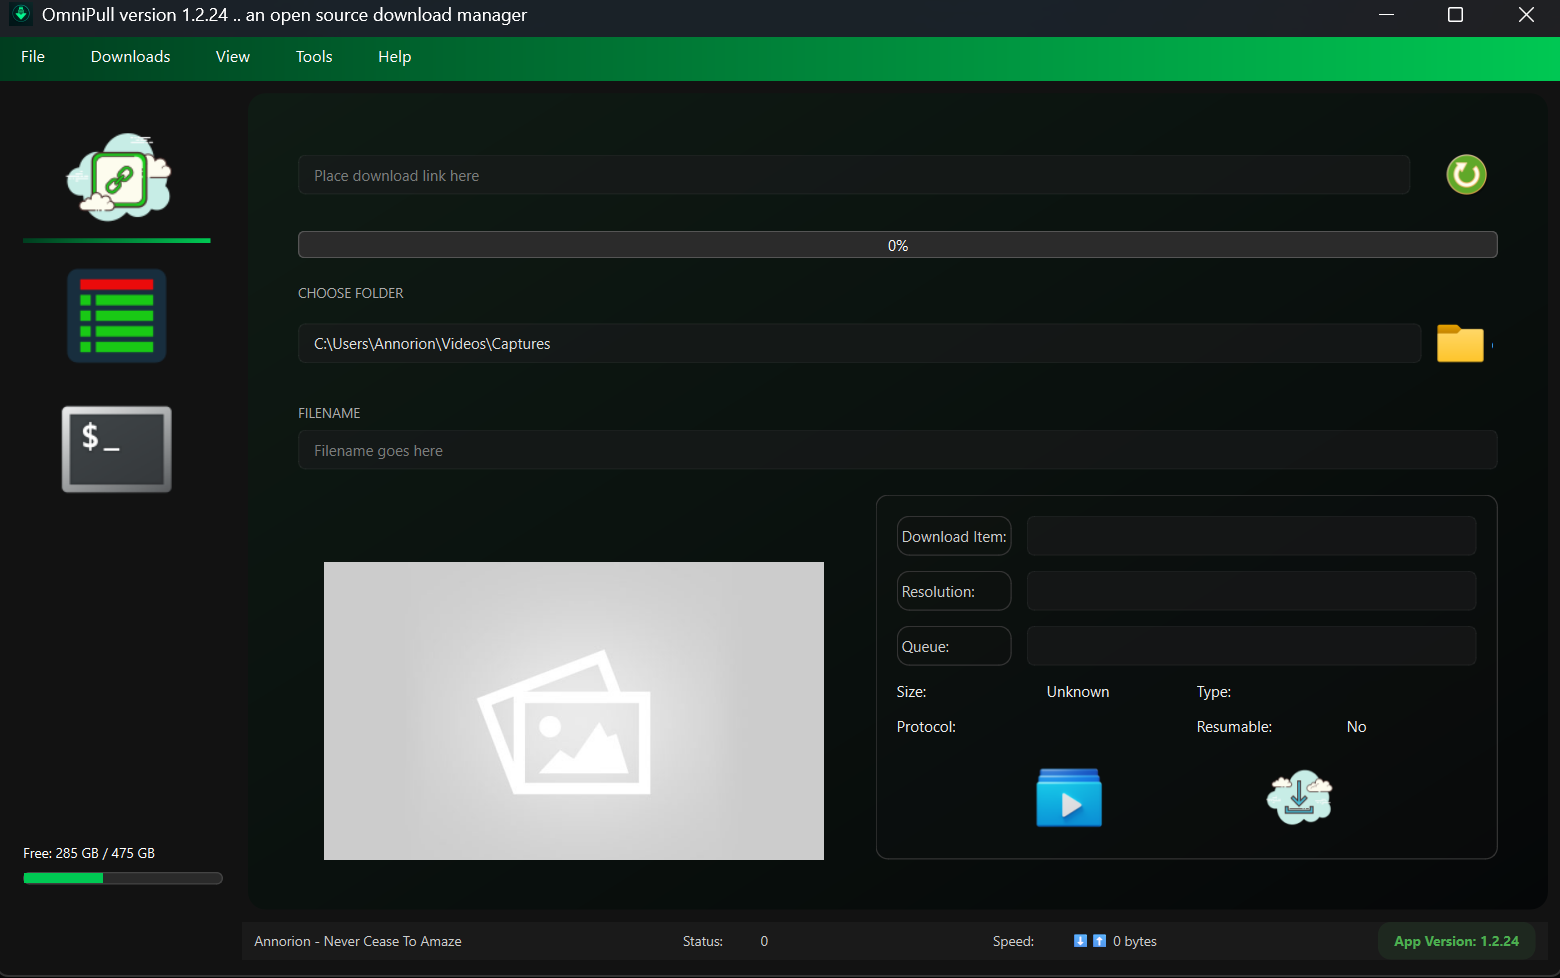 OmniPull version 1.2.24 .. an open source download manager
File Downloads View Tools Help
Place download link here
0%
CHOOSE FOLDER
C:\Users\Annorion\Videos\Captures
FILENAME
Filename goes here
Download Item:
Resolution:
Queue:
Size: Unknown Type:
Protocol: Resumable: No
$_
Free: 285 GB / 475 GB
Annorion - Never Cease To Amaze Status: 0 Speed: ⬇️⬆️ 0 bytes App Version: 1.2.24